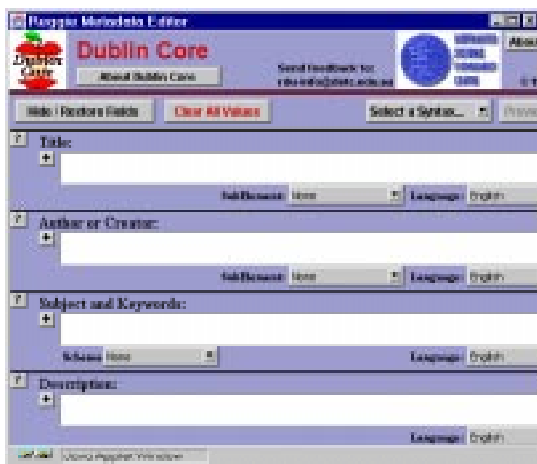 Reggie Metadata Editor
Dublin Core
Dublin Core
About Dublin Core
Send feedback to:
Hide / Restore Fields
Clear All Values
Select a Syntax...
?
Title:
+
SubElement: None
Language: English
?
Author or Creator:
+
SubElement: None
Language: English
?
Subject and Keywords:
+
Scheme None
Language: English
?
Description:
+
Language: English
Java Applet Window